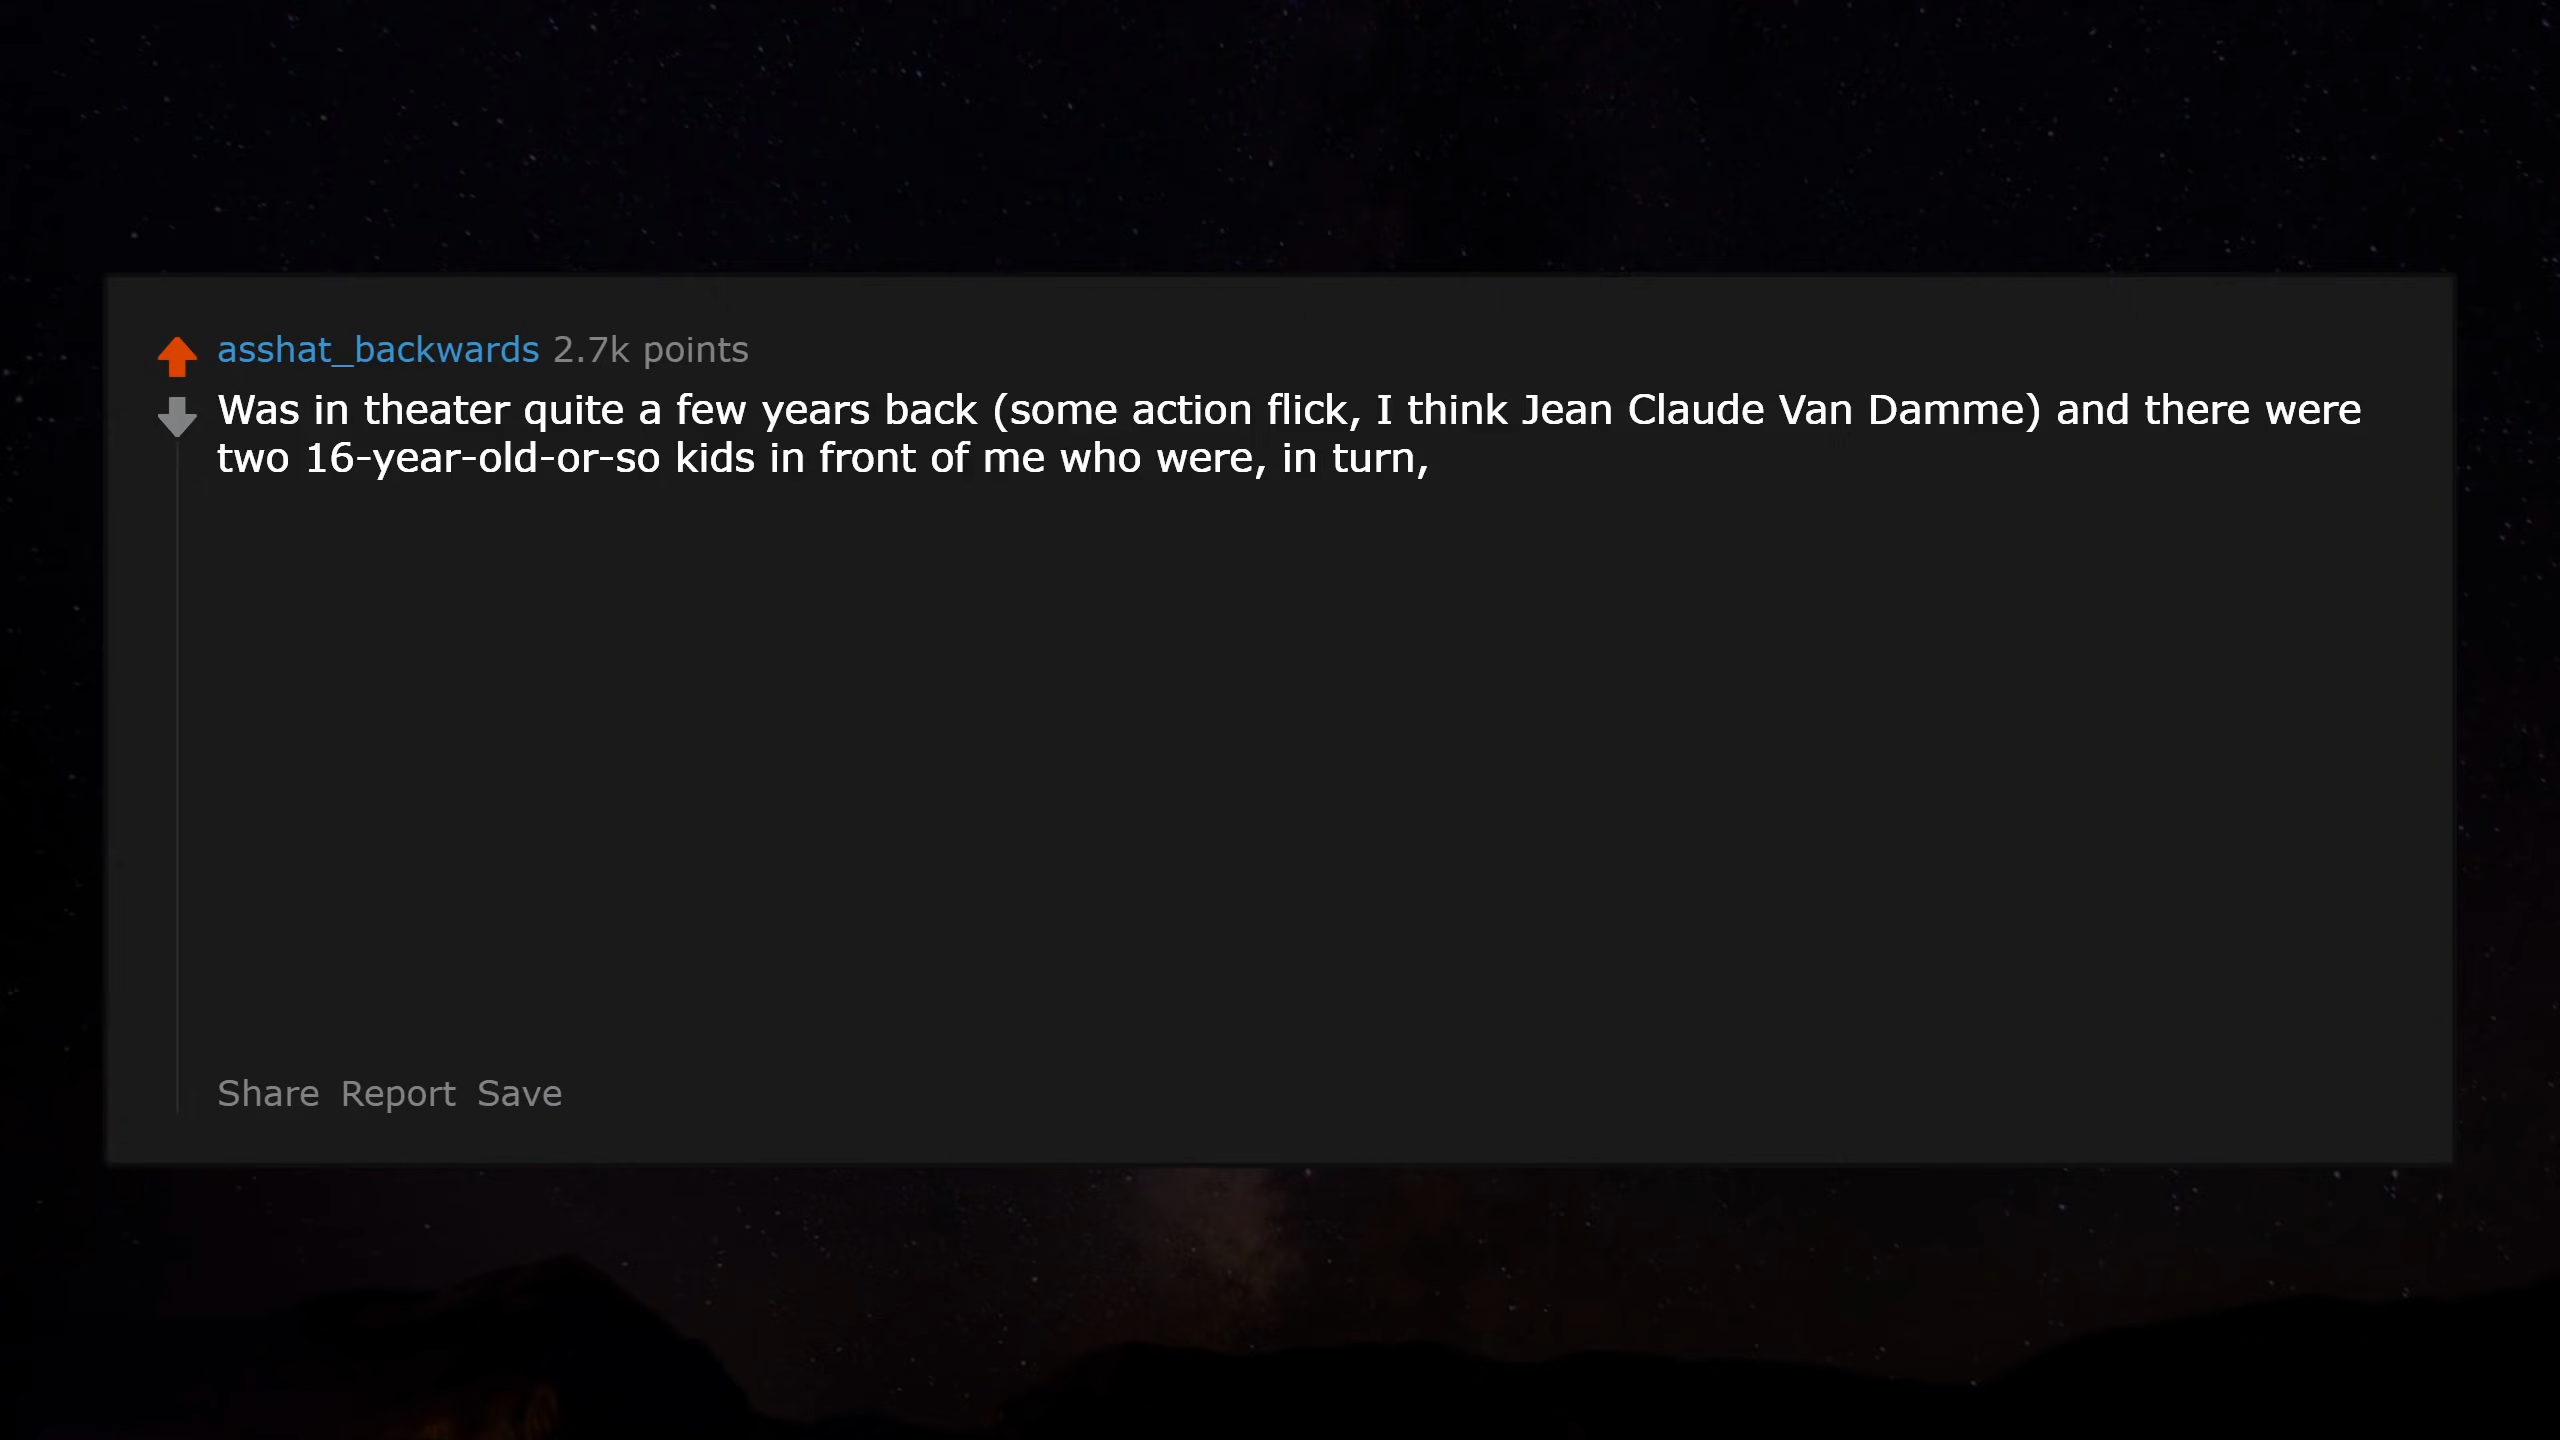 asshat_backwards 2.7k points
Was in theater quite a few years back (some action flick, I think Jean Claude Van Damme) and there were
two 16-year-old-or-so kids in front of me who were, in turn,
Share Report Save